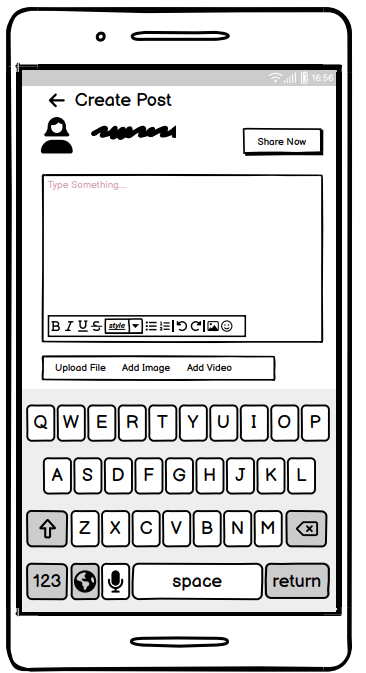 16:56
Create Post
Share Now
Type Something....
B I U S style
Upload File Add Image Add Video
Q W E R T Y U I O P
A S D F G H J K L
Z X C V B N M
123 space return